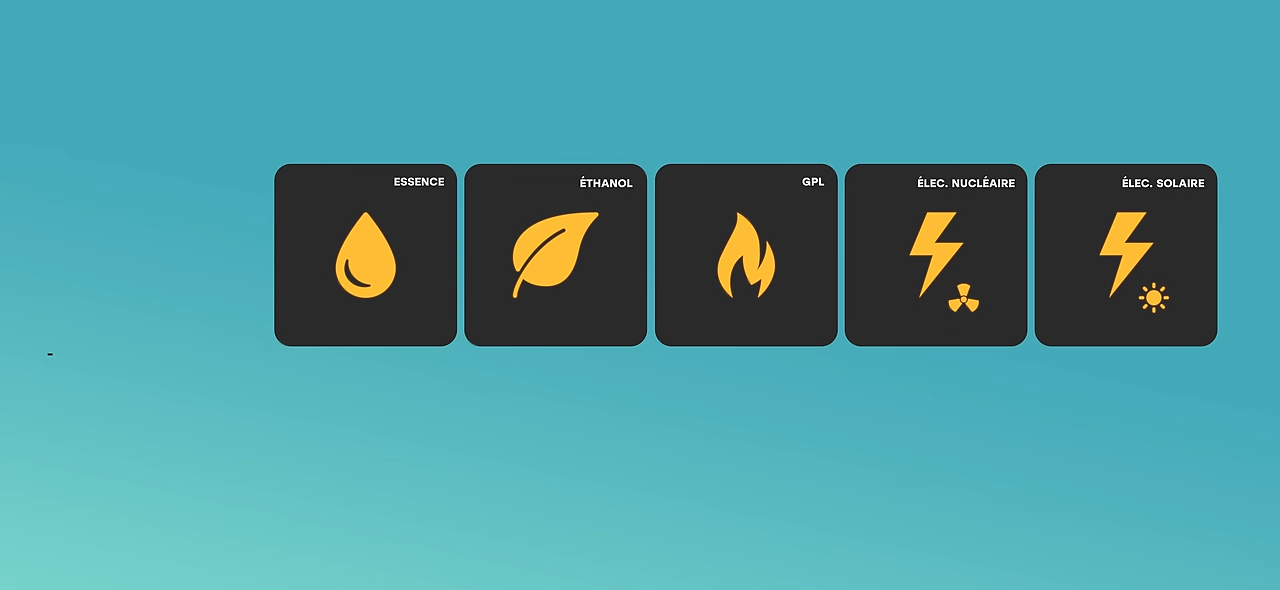 ESSENCE
ÉTHANOL
GPL
ÉLEC. NUCLÉAIRE
ÉLEC. SOLAIRE
-